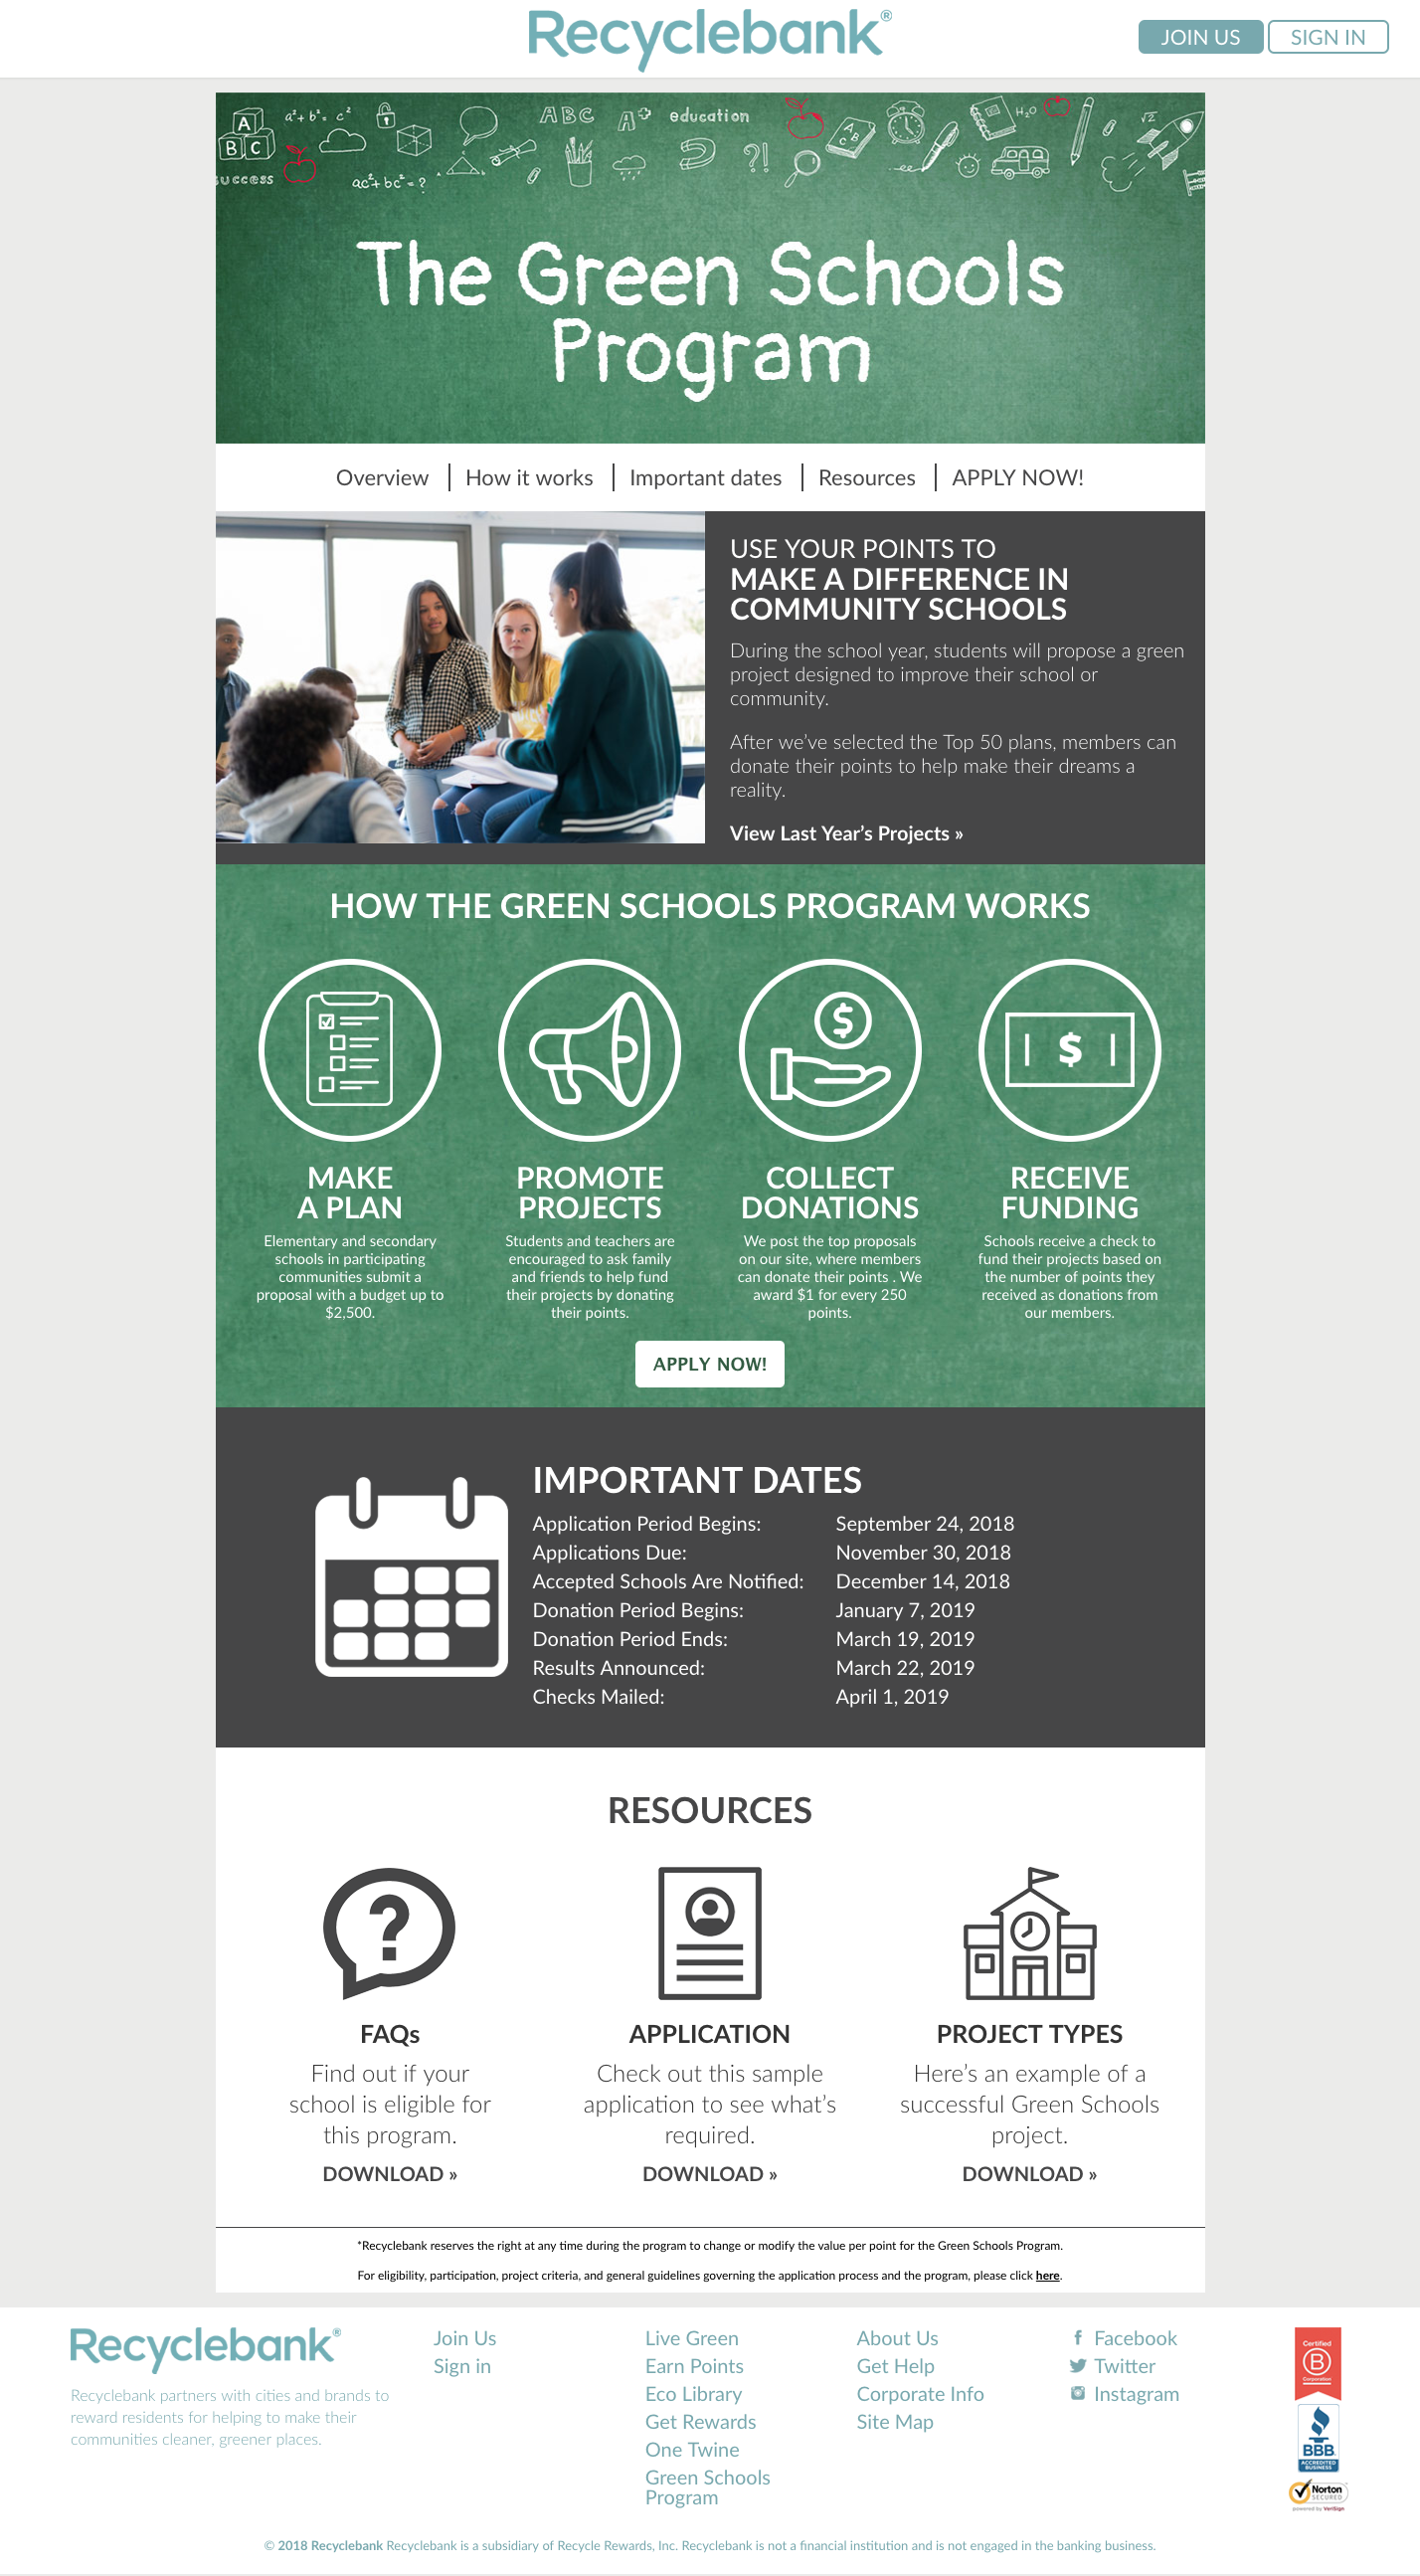 Recyclebank®
JOIN US
SIGN IN
A
B C
a²+ b²= c²
ABC
A+
education
A B
C
H₂O
√2
success
ac²+ bc²= ?
?!
The Green Schools
Program
Overview | How it works | Important dates | Resources | APPLY NOW!
USE YOUR POINTS TO
MAKE A DIFFERENCE IN
COMMUNITY SCHOOLS
During the school year, students will propose a green
project designed to improve their school or
community.
After we've selected the Top 50 plans, members can
donate their points to help make their dreams a
reality.
View Last Year's Projects »
HOW THE GREEN SCHOOLS PROGRAM WORKS
$
$
MAKE
A PLAN
Elementary and secondary
schools in participating
communities submit a
proposal with a budget up to
$2,500.
PROMOTE
PROJECTS
Students and teachers are
encouraged to ask family
and friends to help fund
their projects by donating
their points.
COLLECT
DONATIONS
We post the top proposals
on our site, where members
can donate their points . We
award $1 for every 250
points.
RECEIVE
FUNDING
Schools receive a check to
fund their projects based on
the number of points they
received as donations from
our members.
APPLY NOW!
IMPORTANT DATES
Application Period Begins: September 24, 2018
Applications Due: November 30, 2018
Accepted Schools Are Notified: December 14, 2018
Donation Period Begins: January 7, 2019
Donation Period Ends: March 19, 2019
Results Announced: March 22, 2019
Checks Mailed: April 1, 2019
RESOURCES
?
FAQs
Find out if your
school is eligible for
this program.
DOWNLOAD »
APPLICATION
Check out this sample
application to see what's
required.
DOWNLOAD »
PROJECT TYPES
Here's an example of a
successful Green Schools
project.
DOWNLOAD »
*Recyclebank reserves the right at any time during the program to change or modify the value per point for the Green Schools Program.
For eligibility, participation, project criteria, and general guidelines governing the application process and the program, please click here.
Recyclebank®
Recyclebank partners with cities and brands to
reward residents for helping to make their
communities cleaner, greener places.
Join Us
Sign in
Live Green
Earn Points
Eco Library
Get Rewards
One Twine
Green Schools
Program
About Us
Get Help
Corporate Info
Site Map
Facebook
Twitter
Instagram
Certified
B
Corporation
BBB
ACCREDITED
BUSINESS
Norton
SECURED
powered by VeriSign
© 2018 Recyclebank Recyclebank is a subsidiary of Recycle Rewards, Inc. Recyclebank is not a financial institution and is not engaged in the banking business.